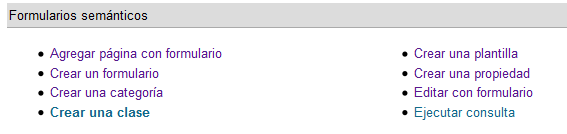 Formularios semánticos
Agregar página con formulario
Crear un formulario
Crear una categoría
Crear una clase
Crear una plantilla
Crear una propiedad
Editar con formulario
Ejecutar consulta